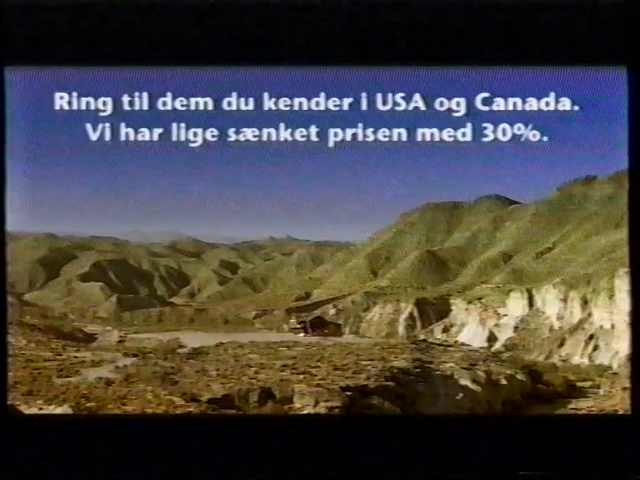 Ring til dem du kender i USA og Canada.
Vi har lige sænket prisen med 30%.